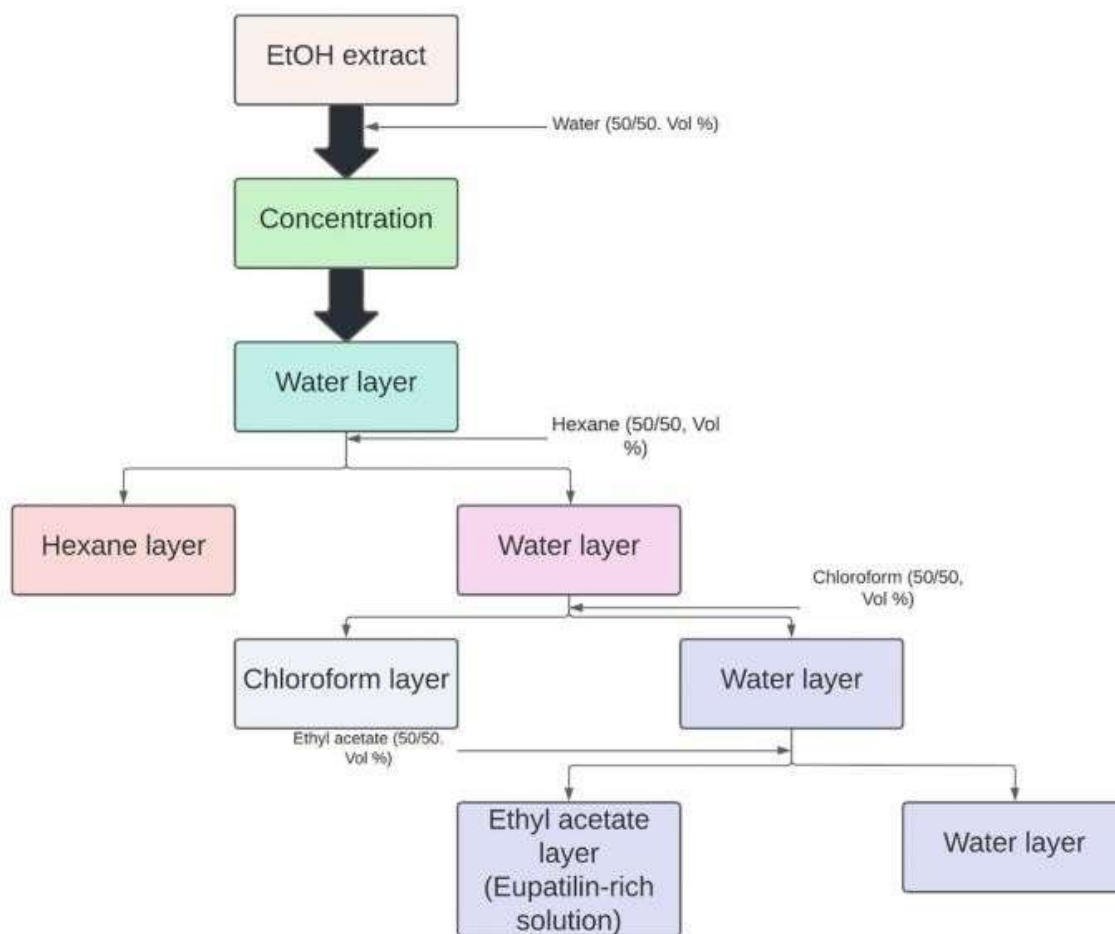 EtOH extract
Water (50/50. Vol %)
Concentration
Water layer
Hexane (50/50, Vol
%)
Hexane layer
Water layer
Chloroform (50/50,
Vol %)
Chloroform layer
Water layer
Ethyl acetate (50/50.
Vol %)
Ethyl acetate
layer
(Eupatilin-rich
solution)
Water layer